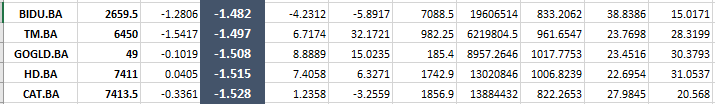 BIDU.BA 2659.5 -1.2806 -1.482 -4.2312 -5.8917 7088.5 19606514 833.2062 38.8386 15.0171
TM.BA 6450 -1.5417 -1.497 6.7174 32.1721 982.25 6219804.5 961.6547 23.7698 28.3199
GOGLD.BA 49 -0.1019 -1.508 8.8889 15.0235 185.4 8957.2646 1017.7753 23.4516 30.3793
HD.BA 7411 0.0405 -1.515 7.4058 6.3271 1742.9 13020846 1006.8239 22.6954 31.0537
CAT.BA 7413.5 -0.3361 -1.528 1.2358 -3.2559 1856.9 13884432 822.2653 27.9845 20.568